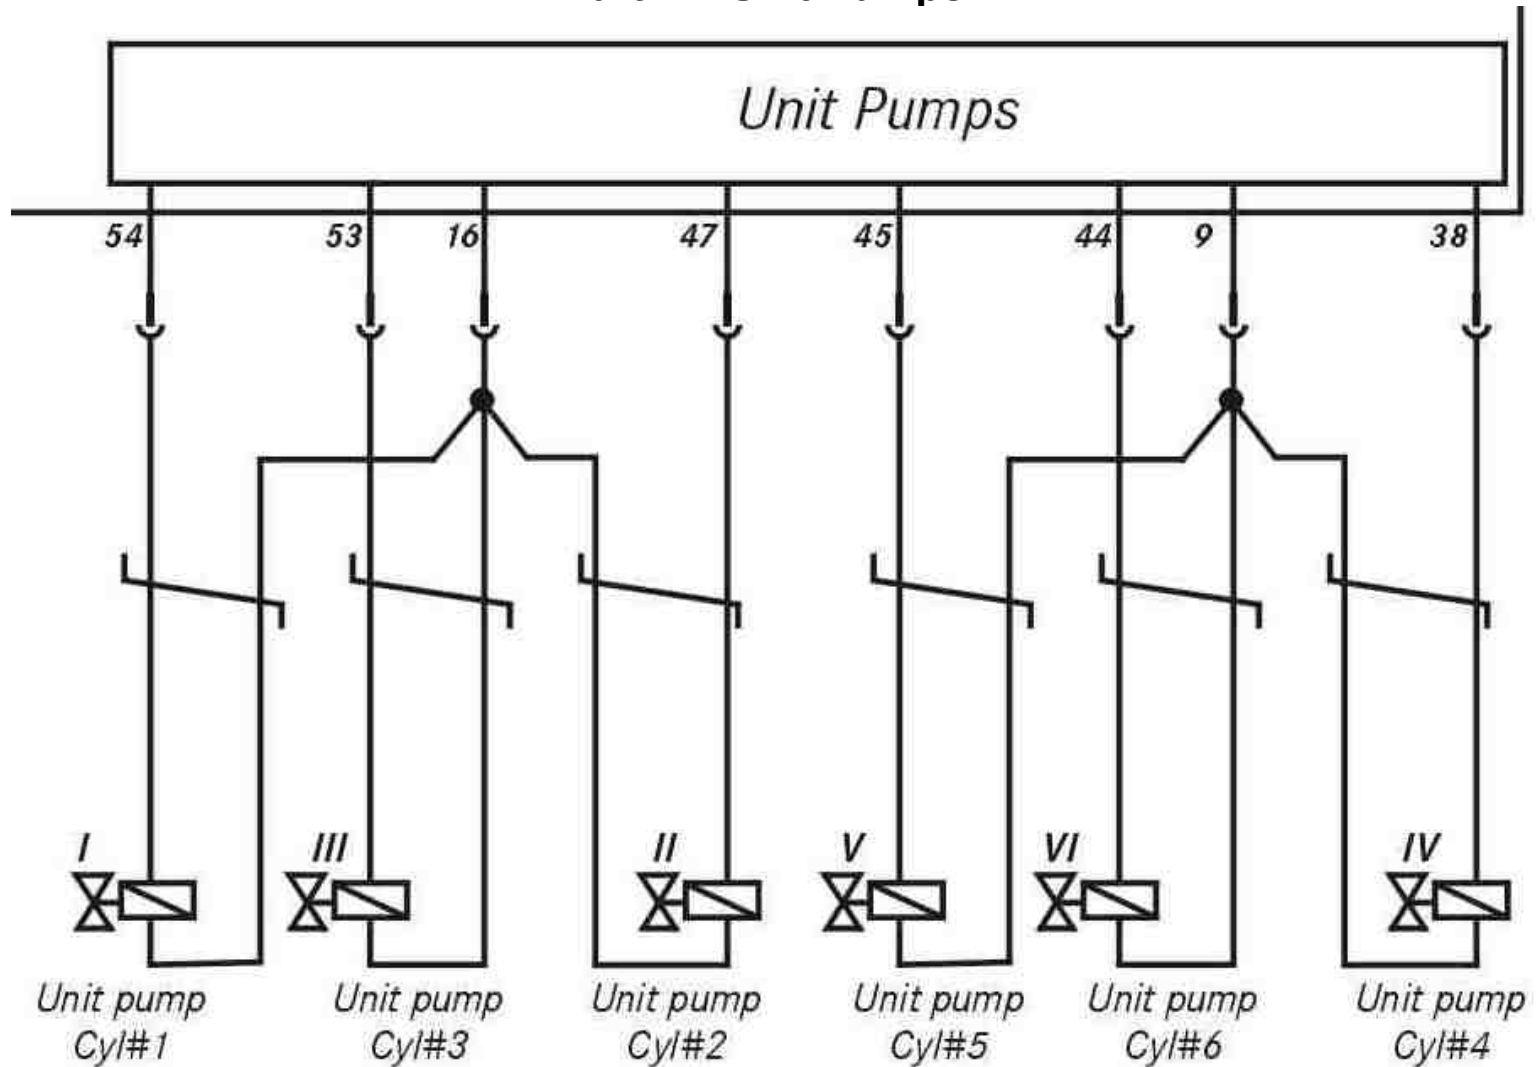 Unit Pumps
54 53 16 47 45 44 9 38
I III II V VI IV
Unit pump Unit pump Unit pump Unit pump Unit pump Unit pump
Cyl#1 Cyl#3 Cyl#2 Cyl#5 Cyl#6 Cyl#4